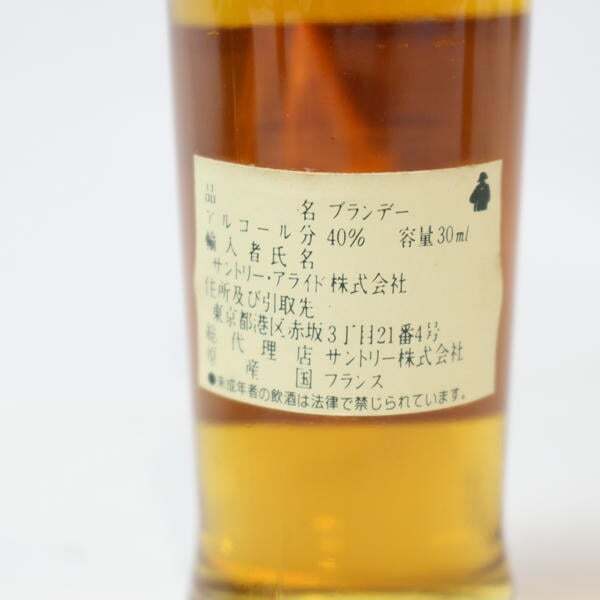 品 名 ブランデー
アルコール分 40% 容量30ml
輸入者氏名
サントリー・アライド株式会社
住所及び引取先
東京都港区赤坂3丁目21番4号
総代理店 サントリー株式会社
原産国 フランス
●未成年者の飲酒は法律で禁じられています。